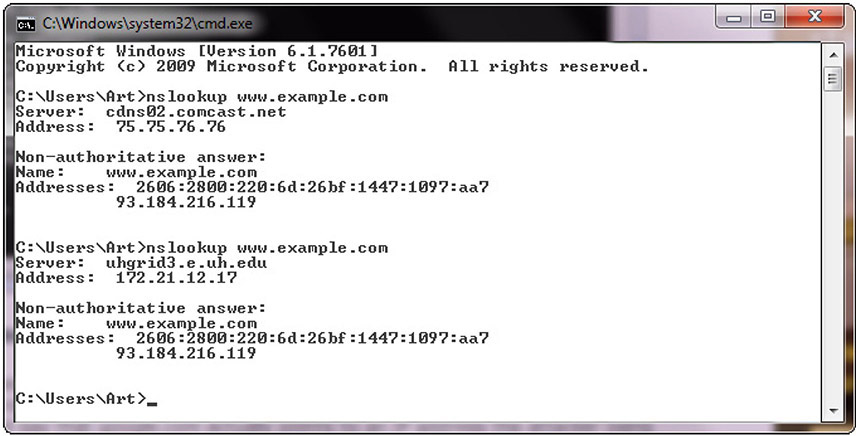 C:\Windows\system32\cmd.exe
Microsoft Windows [Version 6.1.7601]
Copyright (c) 2009 Microsoft Corporation.  All rights reserved.
C:\Users\Art>nslookup www.example.com
Server:  cdns02.comcast.net
Address:  75.75.76.76
Non-authoritative answer:
Name:    www.example.com
Addresses:  2606:2800:220:6d:26bf:1447:1097:aa7
93.184.216.119
C:\Users\Art>nslookup www.example.com
Server:  uhgrid3.e.uh.edu
Address:  172.21.12.17
Non-authoritative answer:
Name:    www.example.com
Addresses:  2606:2800:220:6d:26bf:1447:1097:aa7
93.184.216.119
C:\Users\Art>_